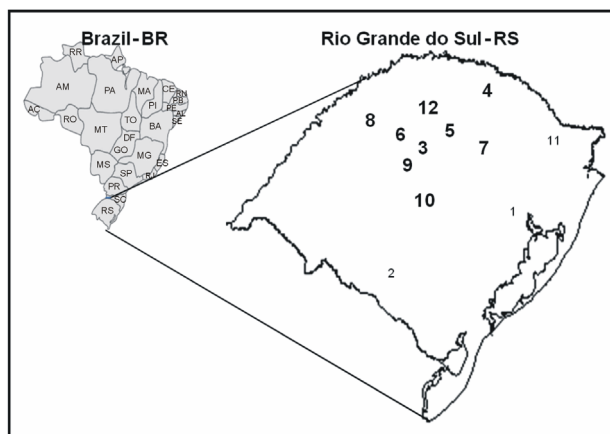 Brazil-BR
Rio Grande do Sul-RS
RR
AP
AM
PA
MA
CE
RN
PB
PE
AL
SE
PI
AC
RO
TO
BA
MT
DF
GO
MG
ES
MS
SP
RJ
PR
SC
RS
4
12
8
5
6
11
3
7
9
10
1
2